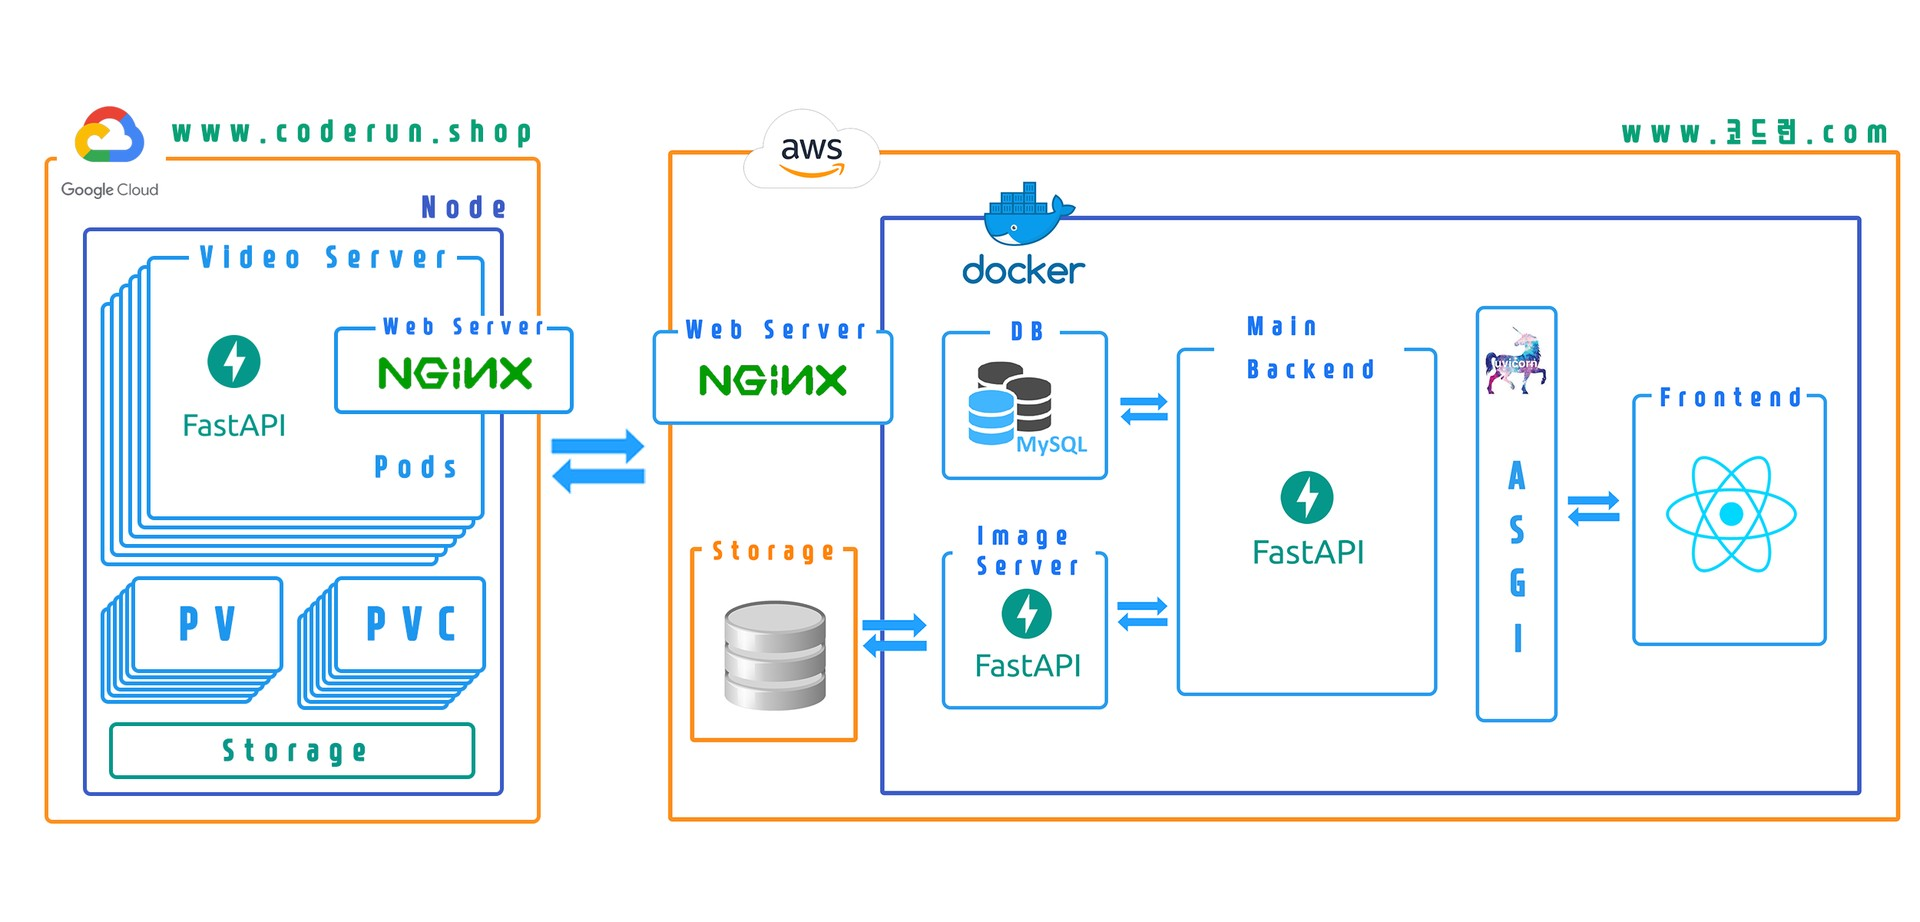 www.coderun.shop
Google Cloud
Node
Video Server
FastAPI
Web Server
NGINX
Pods
PV
PVC
Storage
aws
www.코드런.com
docker
Web Server
NGINX
Storage
DB
MySQL
Image
Server
FastAPI
Main
Backend
FastAPI
uvicorn
ASGI
Frontend